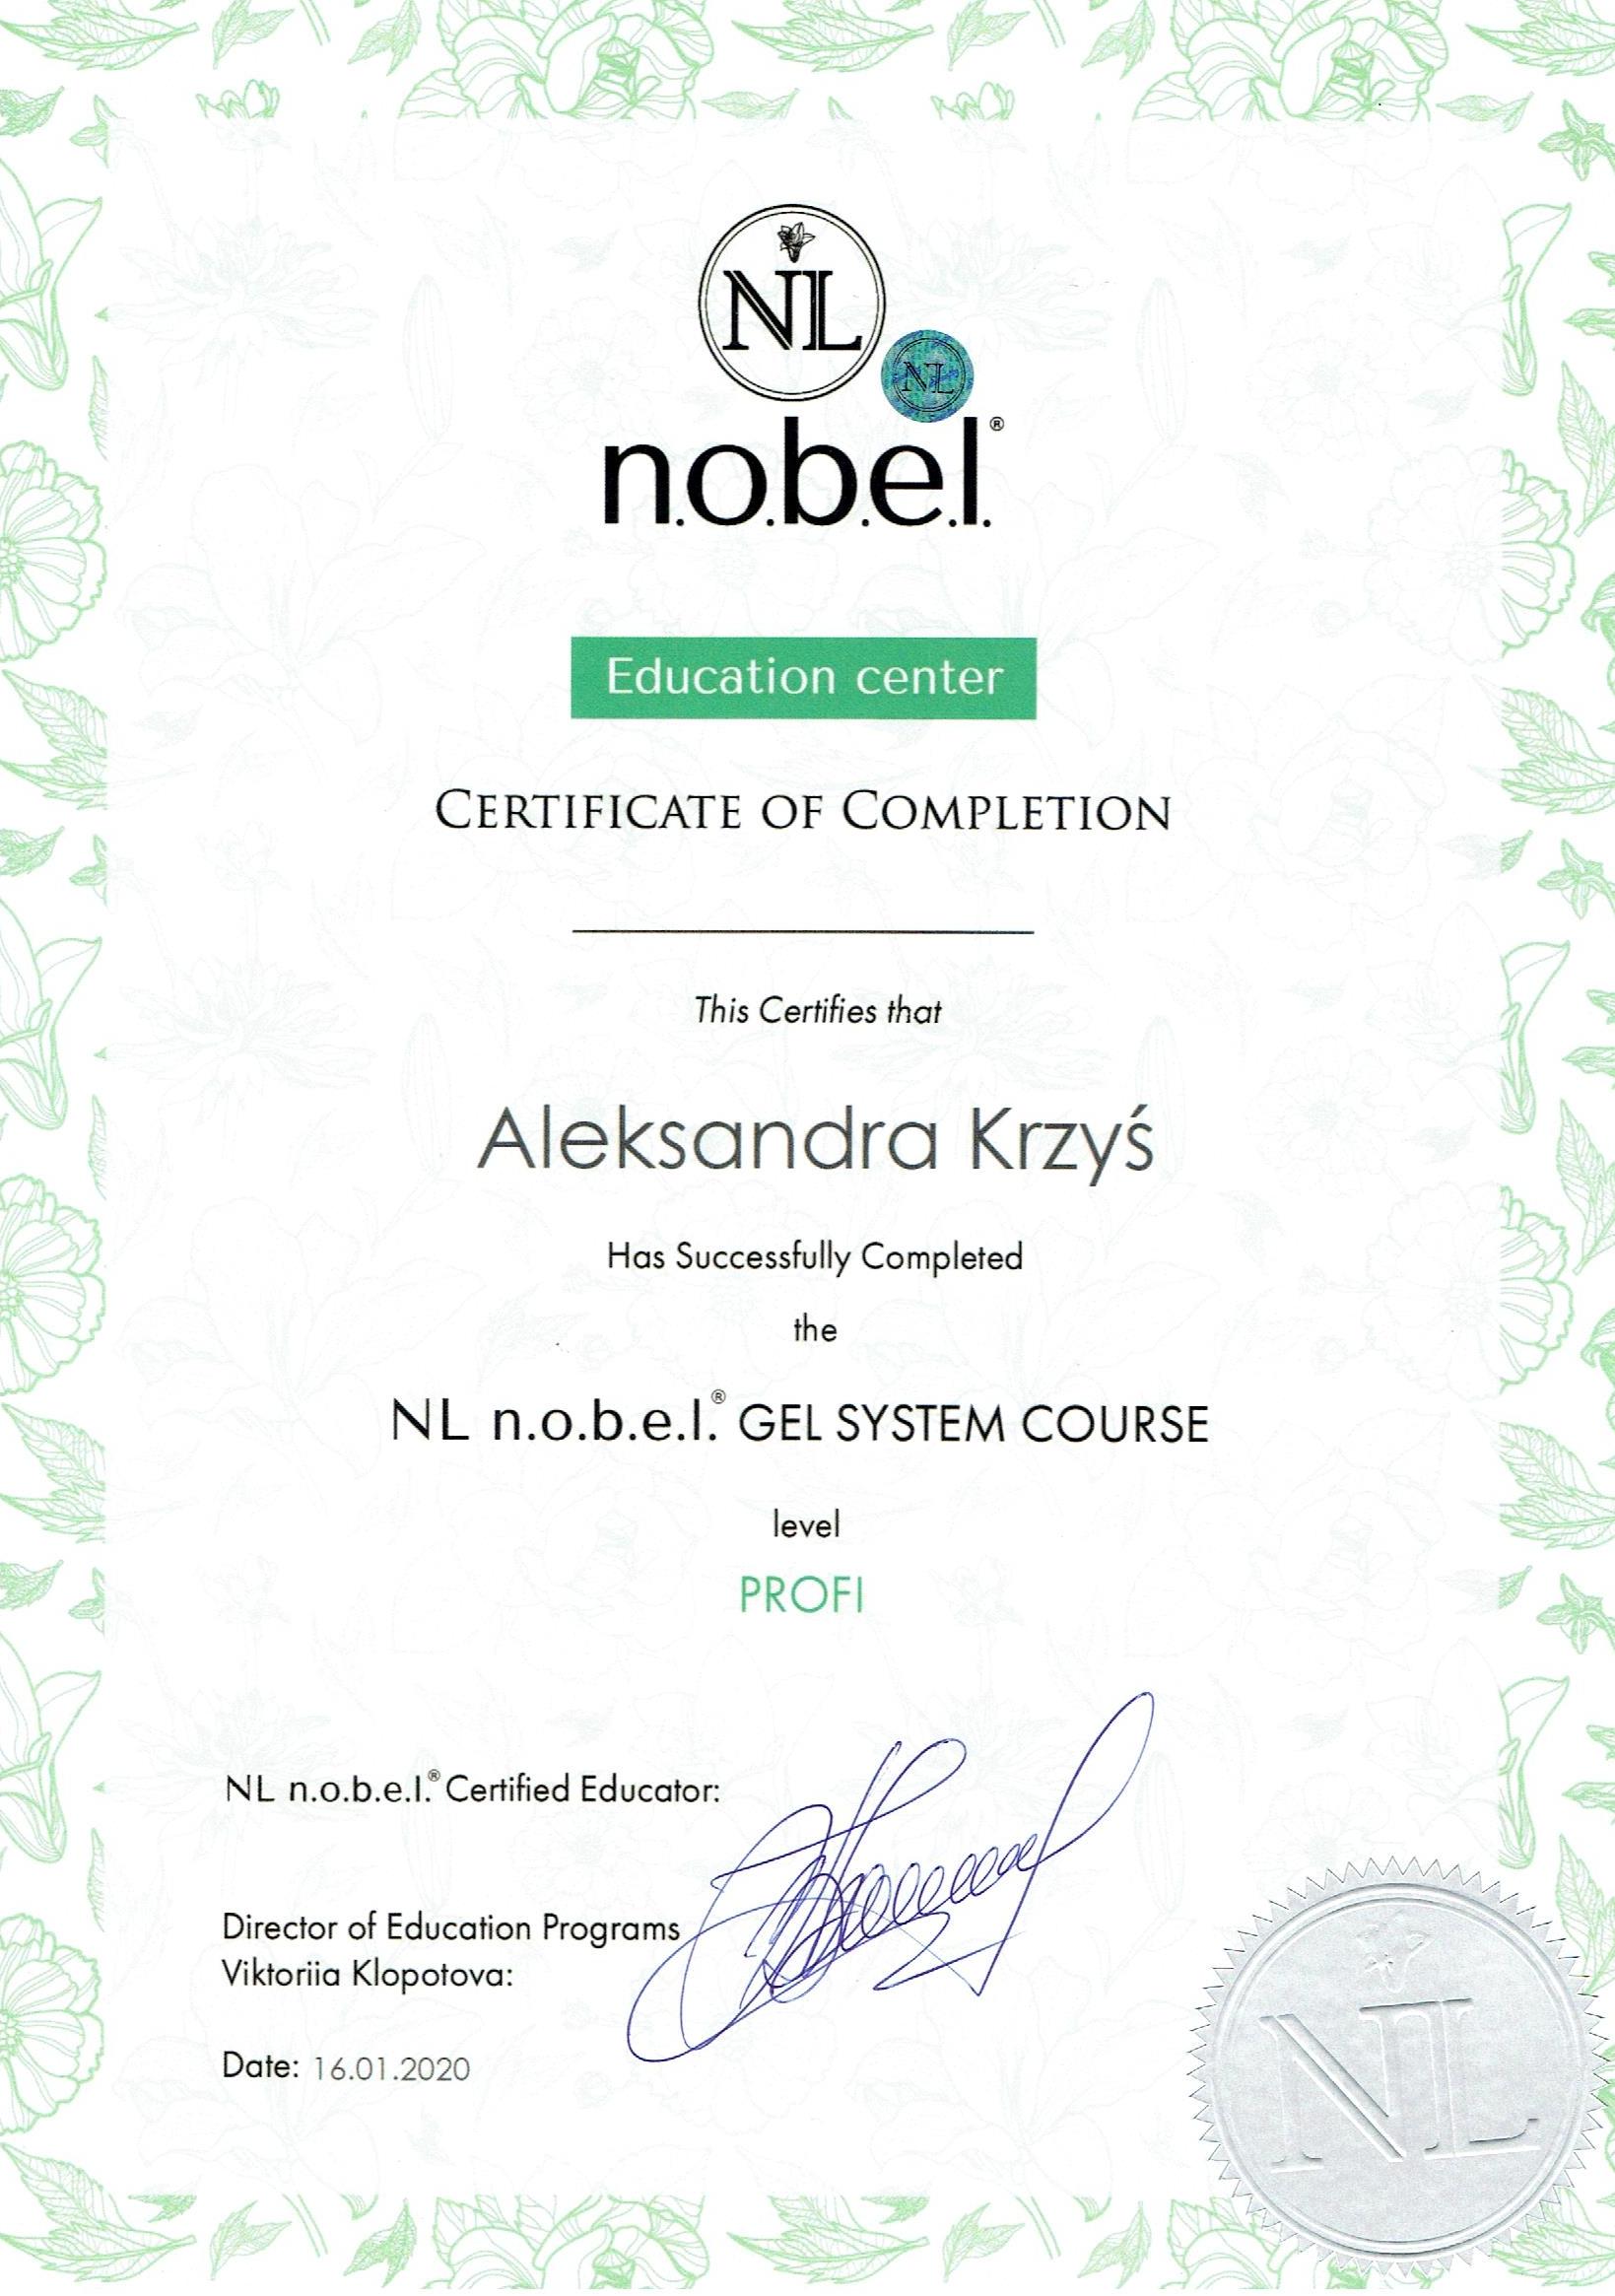 NL
NL
n.o.b.e.l.®
Education center
CERTIFICATE OF COMPLETION
This Certifies that
Aleksandra Krzyś
Has Successfully Completed
the
NL n.o.b.e.l.® GEL SYSTEM COURSE
level
PROFI
NL n.o.b.e.l.® Certified Educator:
Director of Education Programs
Viktoriia Klopotova:
Date: 16.01.2020
NL